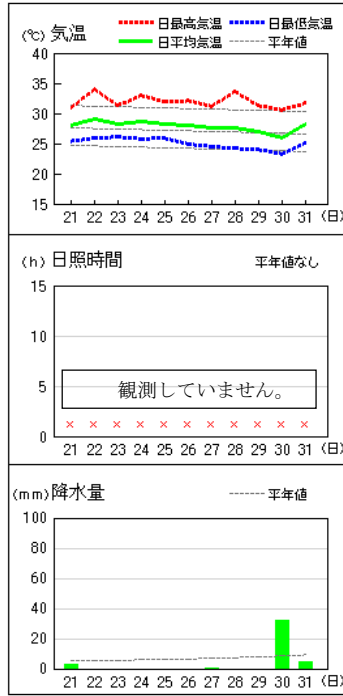 (℃) 気温 日最高気温 日最低気温
日平均気温 平年値
40
35
30
25
20
15
21 22 23 24 25 26 27 28 29 30 31 (日)
(h) 日照時間 平年値なし
15
10
5
観測していません。
0
× × × × × × × × × × ×
21 22 23 24 25 26 27 28 29 30 31 (日)
(mm) 降水量 平年値
100
80
60
40
20
0
21 22 23 24 25 26 27 28 29 30 31 (日)